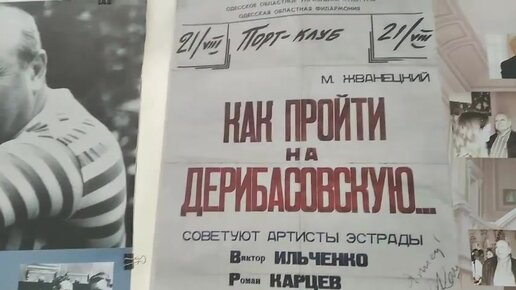 ОДЕССКАЯ ОБЛАСТНАЯ ФИЛАРМОНИЯ
21/VIII ПОРТ-КЛУБ 21/VIII
М. ЖВАНЕЦКИЙ
КАК ПРОЙТИ
НА
ДЕРИБАСОВСКУЮ...
СОВЕТУЮТ АРТИСТЫ ЭСТРАДЫ
Виктор ИЛЬЧЕНКО
Роман КАРЦЕВ